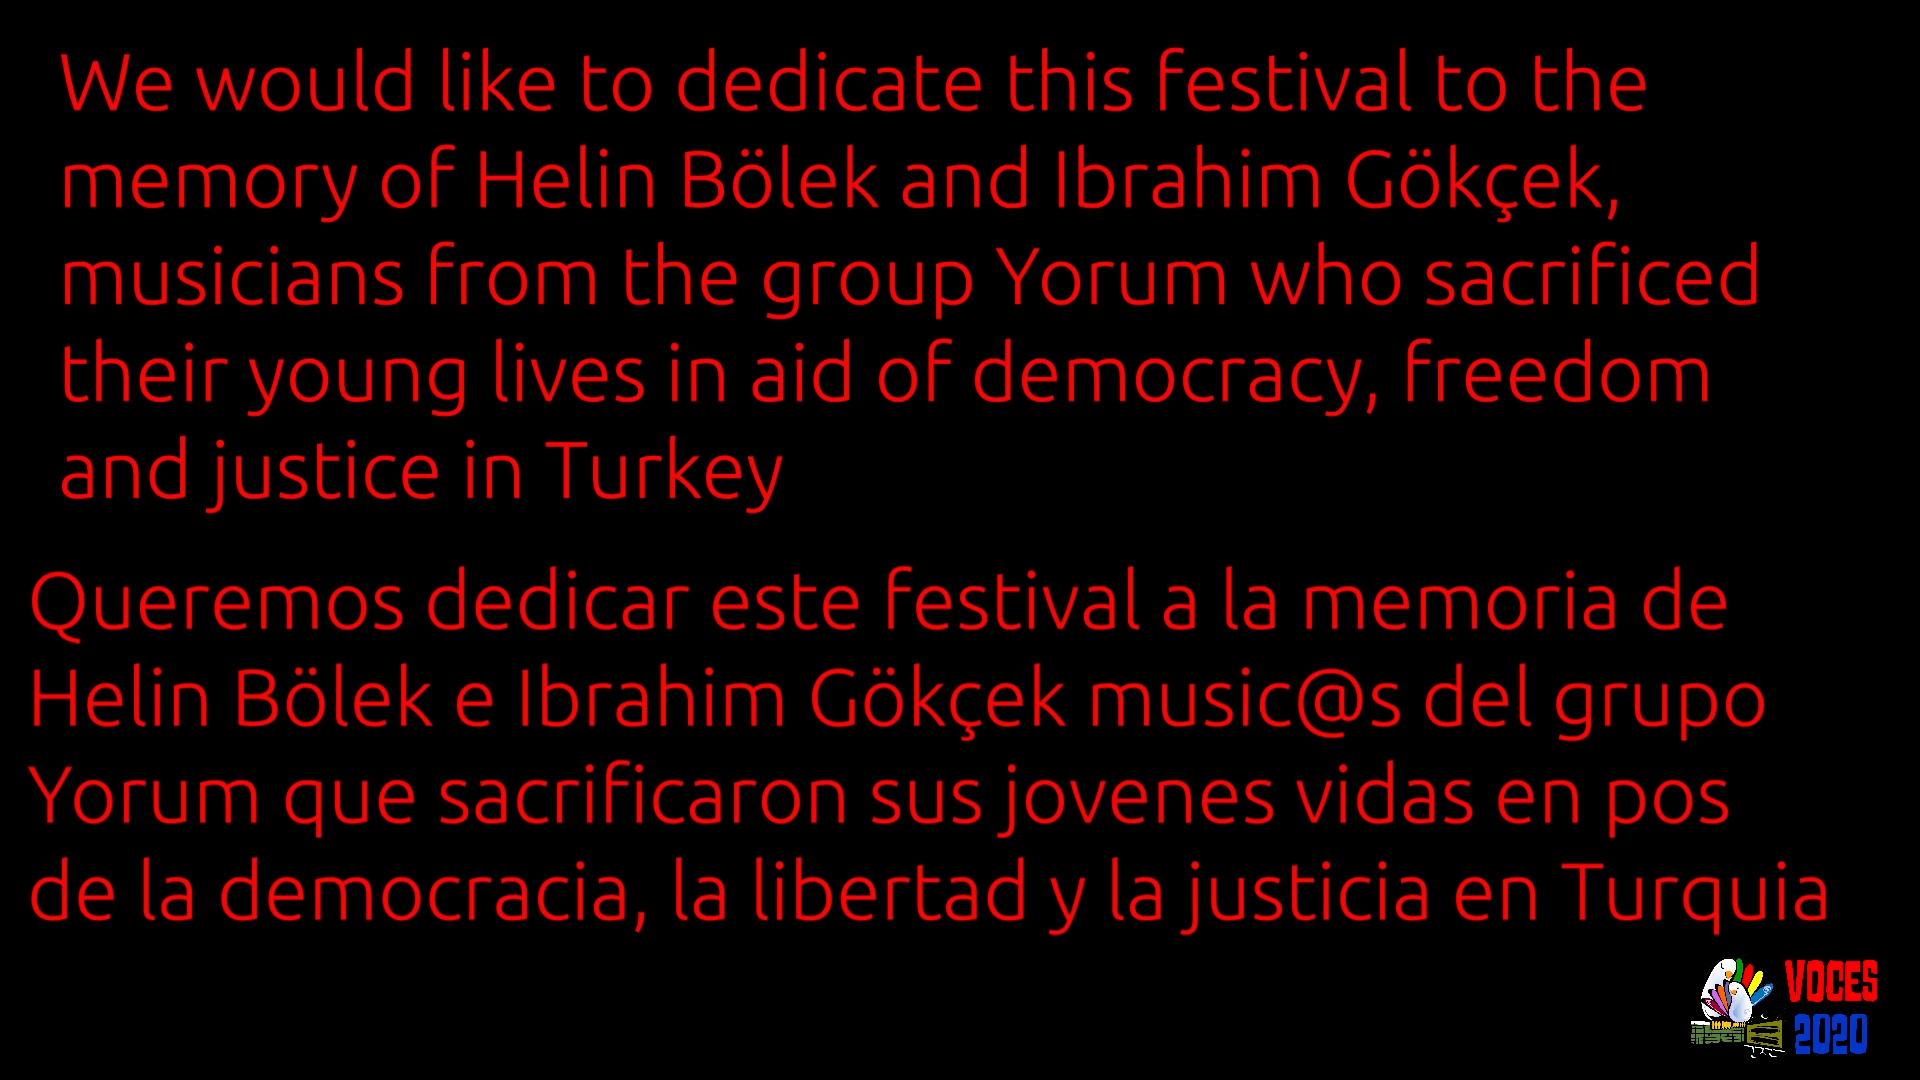 We would like to dedicate this festival to the
memory of Helin Bölek and Ibrahim Gökçek,
musicians from the group Yorum who sacrificed
their young lives in aid of democracy, freedom
and justice in Turkey
Queremos dedicar este festival a la memoria de
Helin Bölek e Ibrahim Gökçek music@s del grupo
Yorum que sacrificaron sus jovenes vidas en pos
de la democracia, la libertad y la justicia en Turquia
VOCES
2020